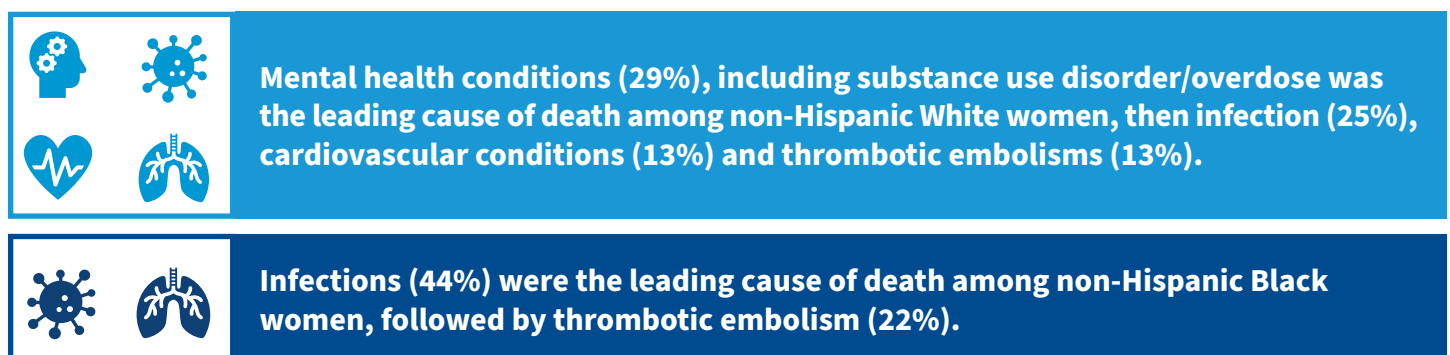 Mental health conditions (29%), including substance use disorder/overdose was
the leading cause of death among non-Hispanic White women, then infection (25%),
cardiovascular conditions (13%) and thrombotic embolisms (13%).
Infections (44%) were the leading cause of death among non-Hispanic Black
women, followed by thrombotic embolism (22%).